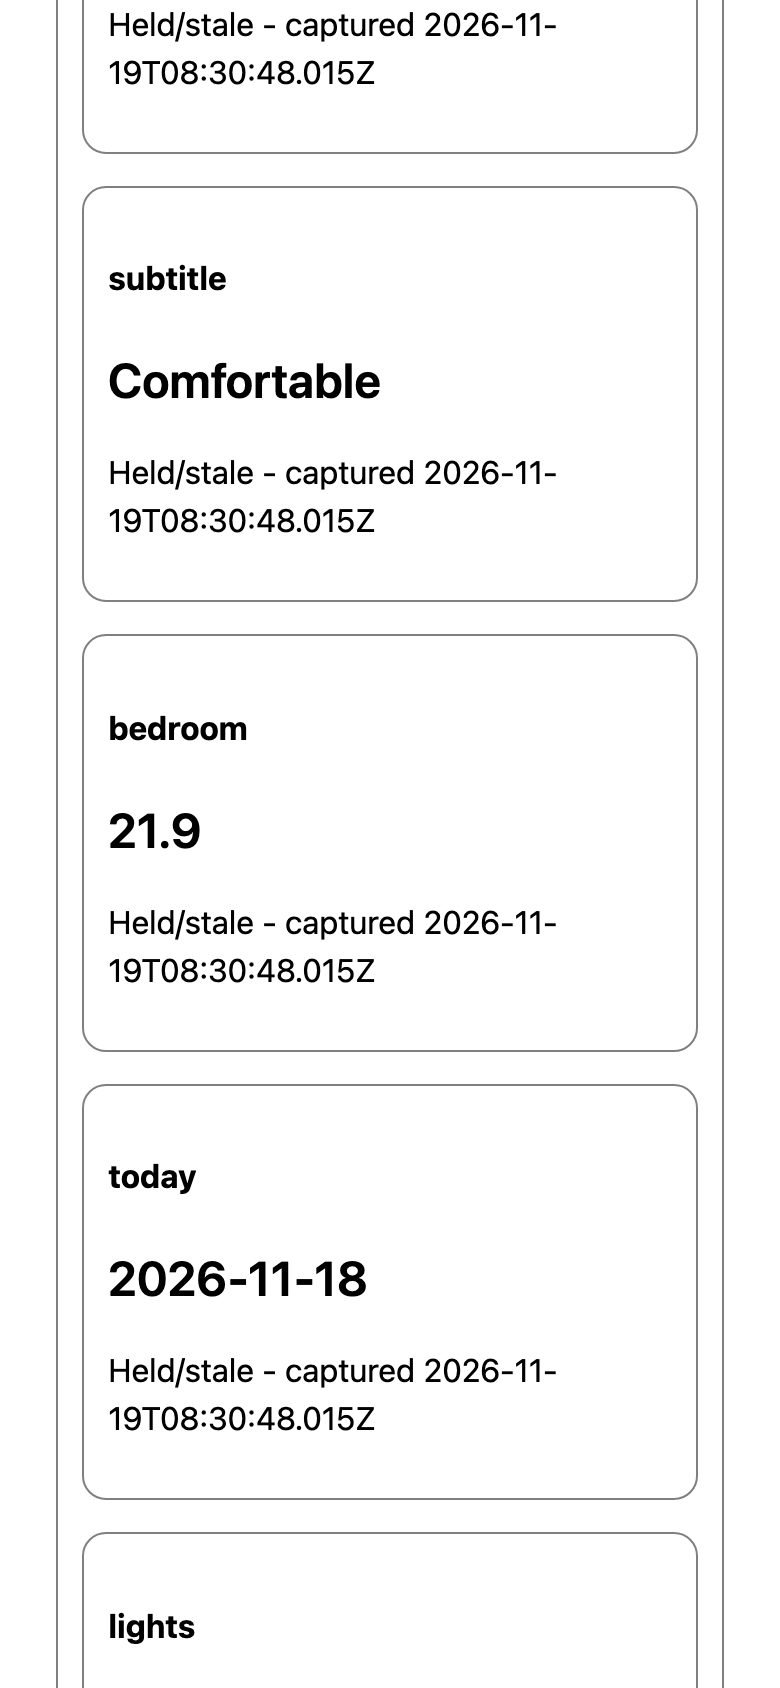 Held/stale - captured 2026-11-
19T08:30:48.015Z
subtitle
Comfortable
Held/stale - captured 2026-11-
19T08:30:48.015Z
bedroom
21.9
Held/stale - captured 2026-11-
19T08:30:48.015Z
today
2026-11-18
Held/stale - captured 2026-11-
19T08:30:48.015Z
lights